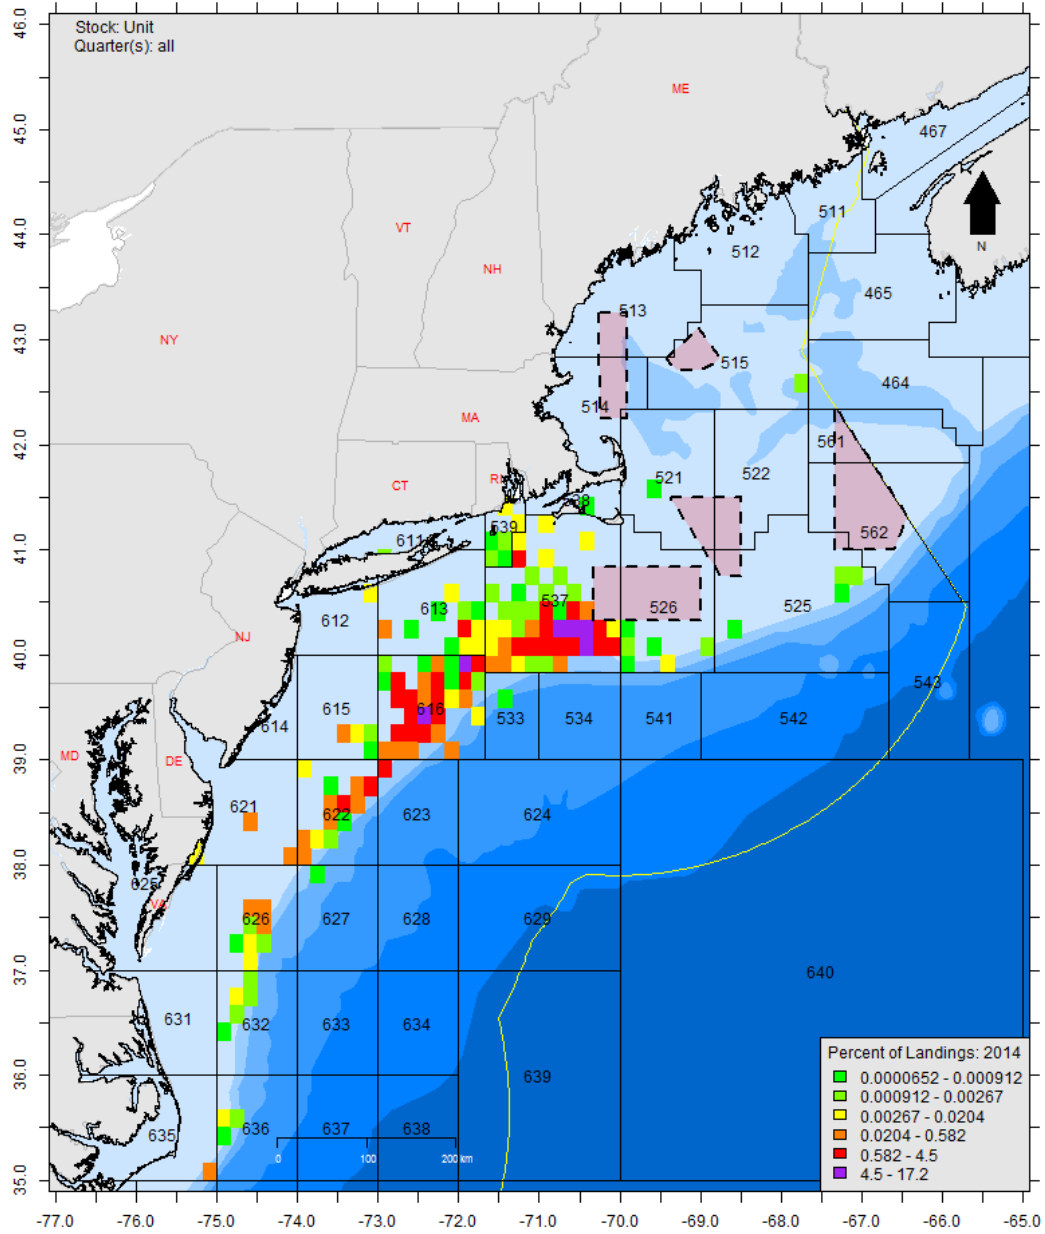 Stock: Unit
Quarter(s): all
46.0
45.0
44.0
43.0
42.0
41.0
40.0
39.0
38.0
37.0
36.0
35.0
ME
467
511
VT
512
N
NH
465
513
NY
515
464
514
MA
561
521
522
CT
RI
538
539
562
611
537
526
525
612
613
NJ
543
615
616
533
534
541
542
614
MD
DE
621
622
623
624
625
VA
626
627
628
629
640
631
632
633
634
639
635
636
637
638
0 100 200 km
Percent of Landings: 2014
0.0000652 - 0.000912
0.000912 - 0.00267
0.00267 - 0.0204
0.0204 - 0.582
0.582 - 4.5
4.5 - 17.2
-77.0 -76.0 -75.0 -74.0 -73.0 -72.0 -71.0 -70.0 -69.0 -68.0 -67.0 -66.0 -65.0